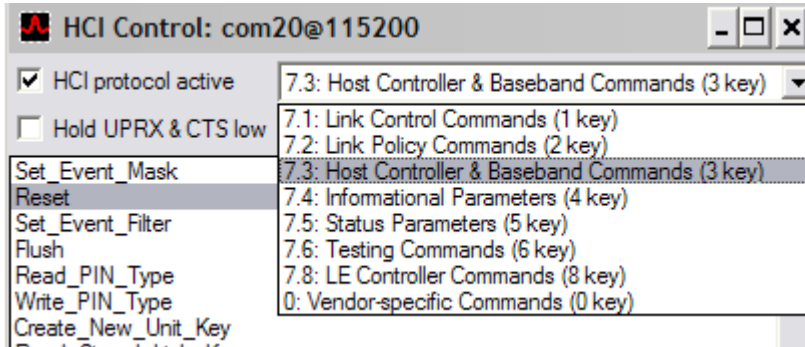 HCI Control: com20@115200
HCI protocol active
7.3: Host Controller & Baseband Commands (3 key)
Hold UPRX & CTS low
7.1: Link Control Commands (1 key)
7.2: Link Policy Commands (2 key)
7.3: Host Controller & Baseband Commands (3 key)
7.4: Informational Parameters (4 key)
7.5: Status Parameters (5 key)
7.6: Testing Commands (6 key)
7.8: LE Controller Commands (8 key)
0: Vendor-specific Commands (0 key)
Set_Event_Mask
Reset
Set_Event_Filter
Flush
Read_PIN_Type
Write_PIN_Type
Create_New_Unit_Key